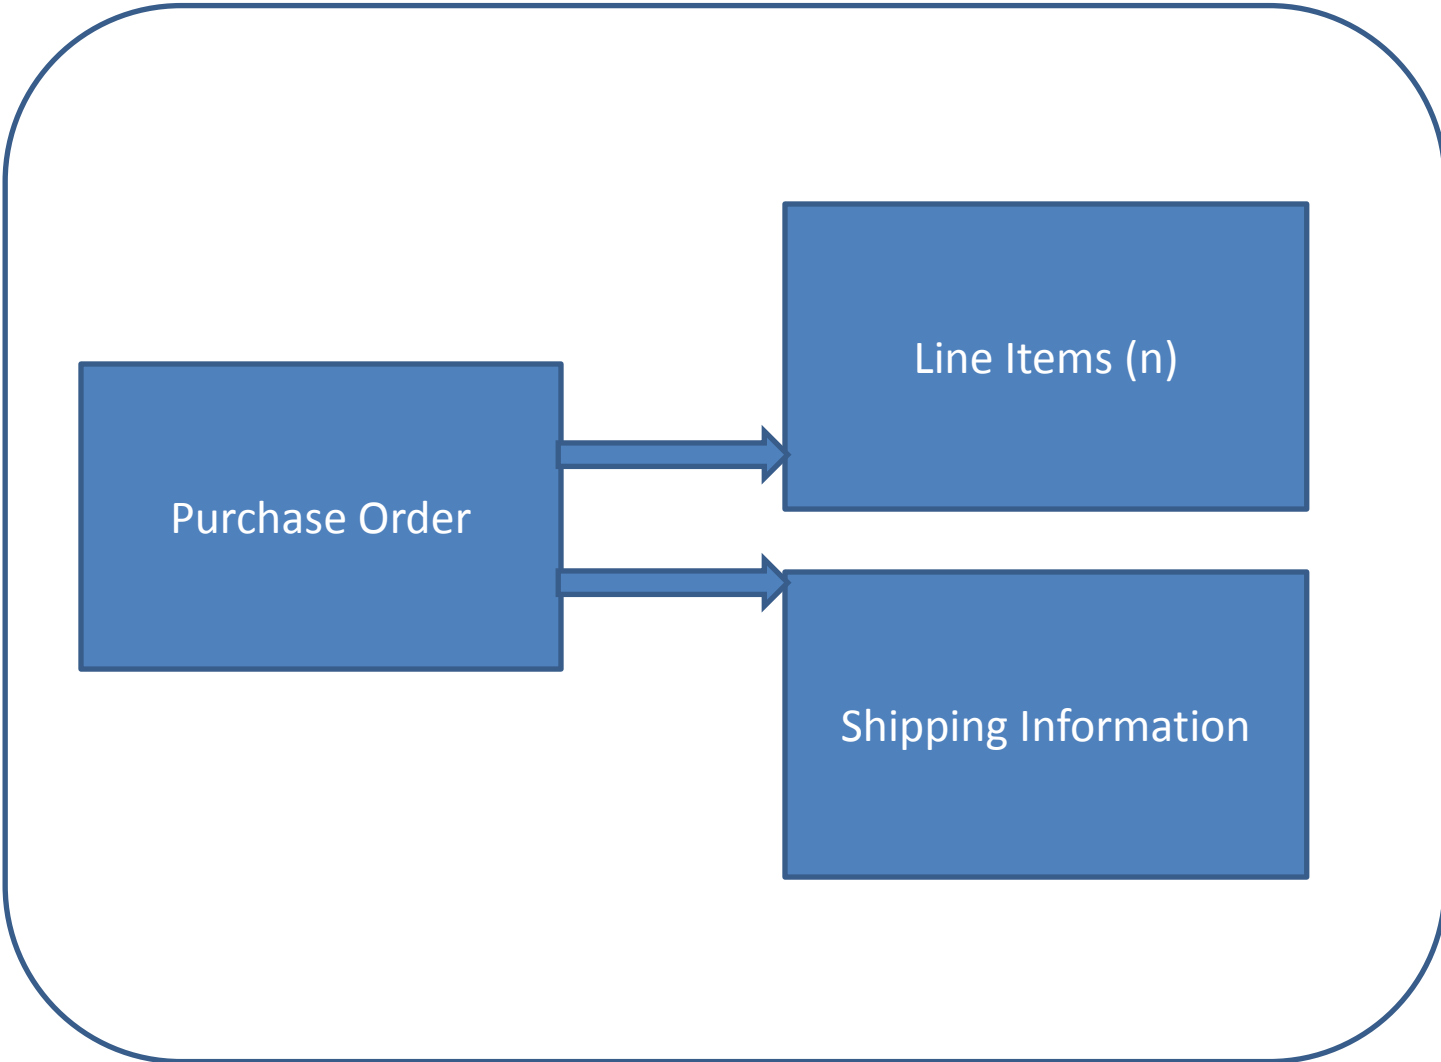 Line Items (n)
Purchase Order
Shipping Information